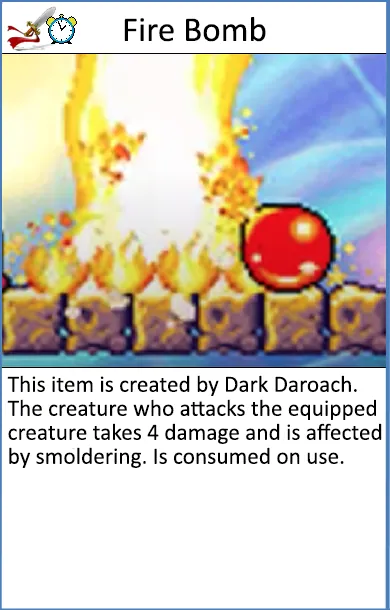 Fire Bomb
This item is created by Dark Daroach.
The creature who attacks the equipped
creature takes 4 damage and is affected
by smoldering. Is consumed on use.